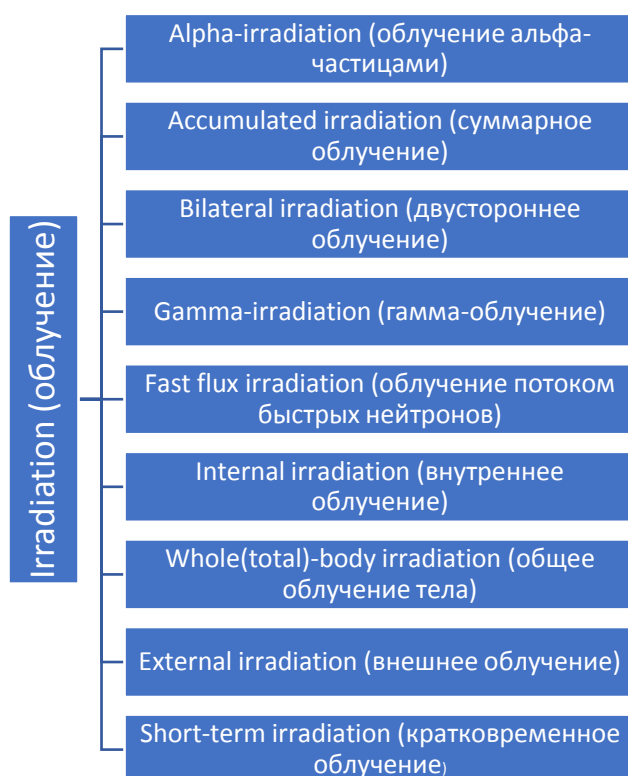 Irradiation (облучение)
Alpha-irradiation (облучение альфа-
частицами)
Accumulated irradiation (суммарное
облучение)
Bilateral irradiation (двустороннее
облучение)
Gamma-irradiation (гамма-облучение)
Fast flux irradiation (облучение потоком
быстрых нейтронов)
Internal irradiation (внутреннее
облучение)
Whole(total)-body irradiation (общее
облучение тела)
External irradiation (внешнее облучение)
Short-term irradiation (кратковременное
облучение)